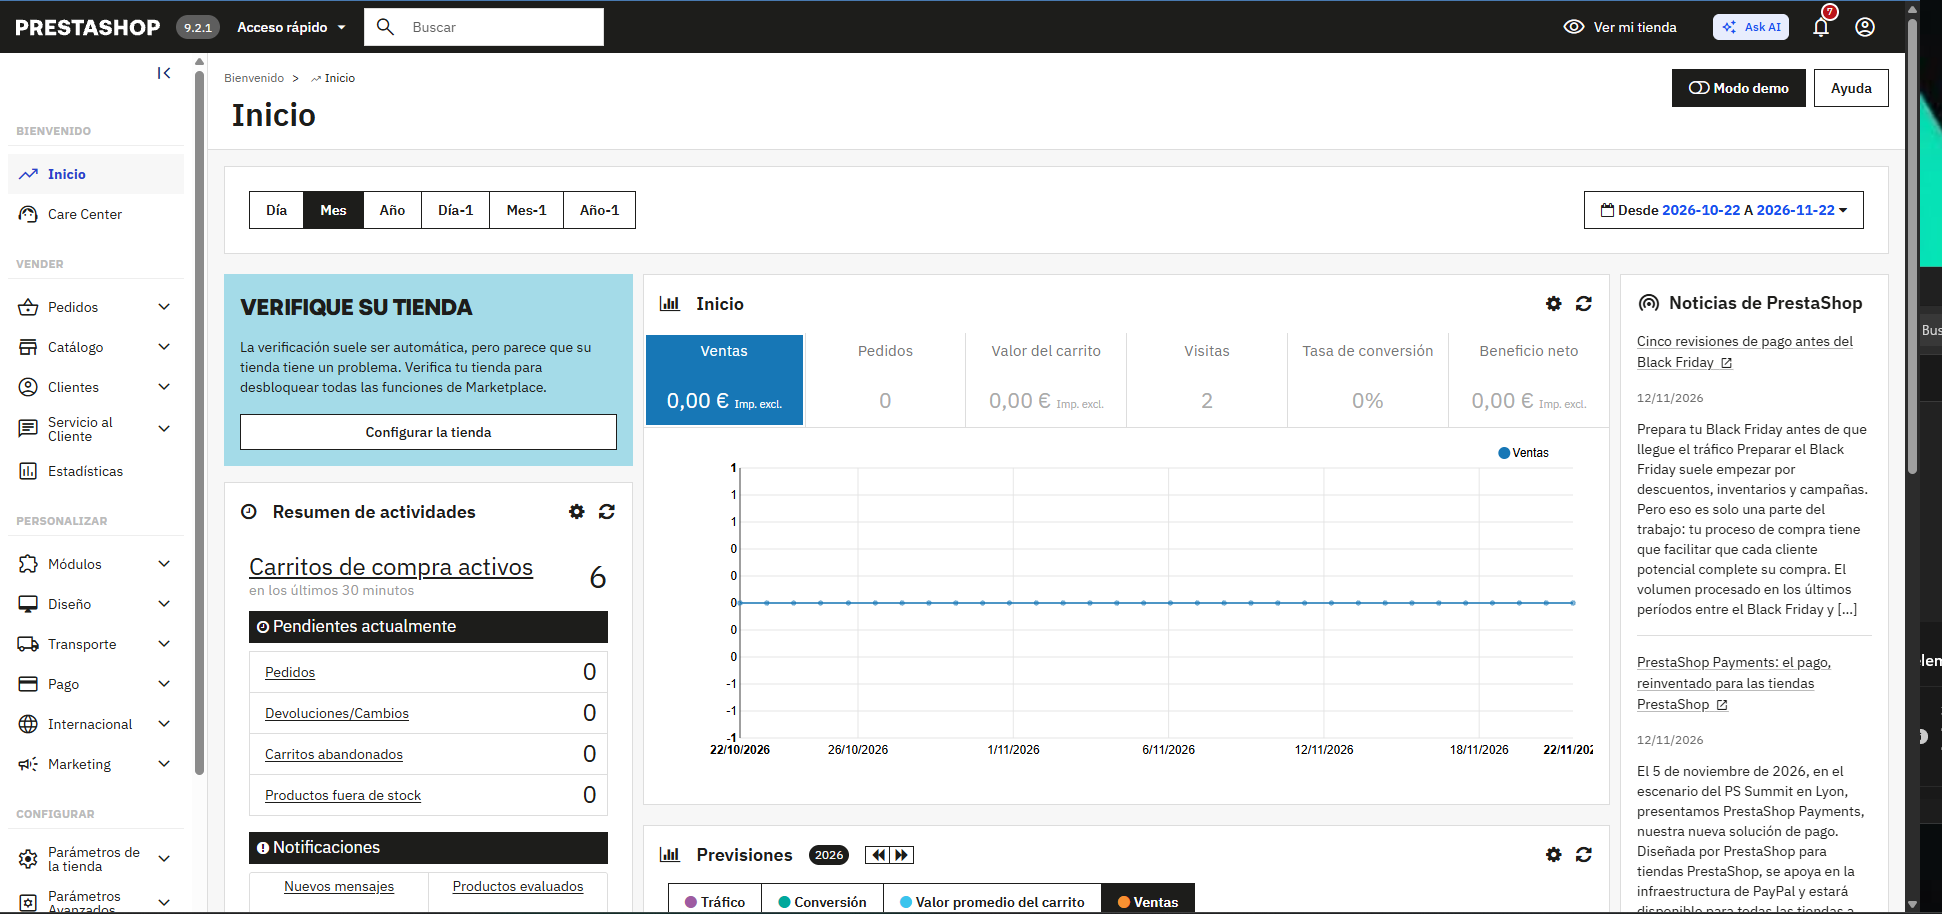 PRESTASHOP 9.2.1 Acceso rápido Buscar Ver mi tienda Ask AI 7
Bienvenido > Inicio
Inicio
Modo demo Ayuda
BIENVENIDO
Inicio
Care Center
VENDER
Pedidos
Catálogo
Clientes
Servicio al
Cliente
Estadísticas
PERSONALIZAR
Módulos
Diseño
Transporte
Pago
Internacional
Marketing
CONFIGURAR
Parámetros de
la tienda
Parámetros
Avanzados
Día Mes Año Día-1 Mes-1 Año-1
Desde 2026-10-22 A 2026-11-22
VERIFIQUE SU TIENDA
La verificación suele ser automática, pero parece que su
tienda tiene un problema. Verifica tu tienda para
desbloquear todas las funciones de Marketplace.
Configurar la tienda
Resumen de actividades
Carritos de compra activos 6
en los últimos 30 minutos
Pendientes actualmente
Pedidos 0
Devoluciones/Cambios 0
Carritos abandonados 0
Productos fuera de stock 0
Notificaciones
Nuevos mensajes Productos evaluados
Inicio
Ventas Pedidos Valor del carrito Visitas Tasa de conversión Beneficio neto
0,00 € Imp. excl. 0 0,00 € Imp. excl. 2 0% 0,00 € Imp. excl.
Ventas
1
1
1
0
0
0
0
0
-1
-1
-1
22/10/2026 26/10/2026 1/11/2026 6/11/2026 12/11/2026 18/11/2026 22/11/202
Previsiones 2026
Tráfico Conversión Valor promedio del carrito Ventas
Noticias de PrestaShop
Cinco revisiones de pago antes del
Black Friday
12/11/2026
Prepara tu Black Friday antes de que
llegue el tráfico Preparar el Black
Friday suele empezar por
descuentos, inventarios y campañas.
Pero eso es solo una parte del
trabajo: tu proceso de compra tiene
que facilitar que cada cliente
potencial complete su compra. El
volumen procesado en los últimos
períodos entre el Black Friday y [...]
PrestaShop Payments: el pago,
reinventado para las tiendas
PrestaShop
12/11/2026
El 5 de noviembre de 2026, en el
escenario del PS Summit en Lyon,
presentamos PrestaShop Payments,
nuestra nueva solución de pago.
Diseñada por PrestaShop para
tiendas PrestaShop, se apoya en la
infraestructura de PayPal y estará
disponible para todas las tiendas a
Bus
elem